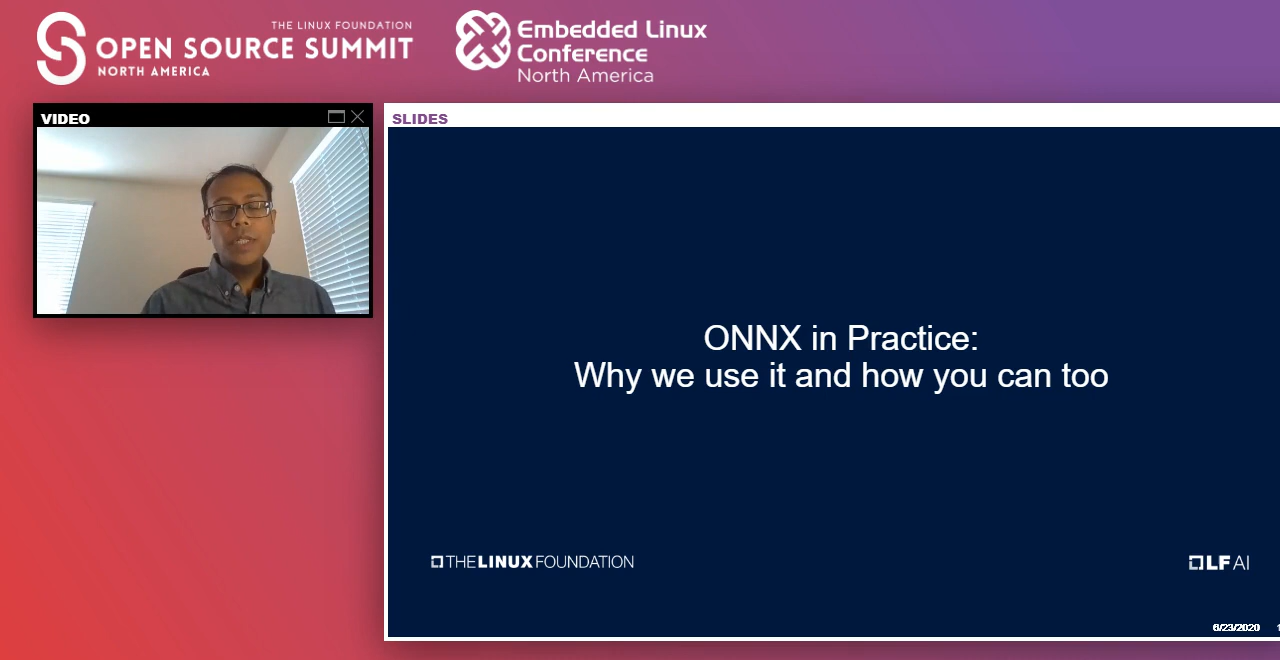 THE LINUX FOUNDATION
OPEN SOURCE SUMMIT
NORTH AMERICA
Embedded Linux
Conference
North America
VIDEO
SLIDES
ONNX in Practice:
Why we use it and how you can too
THE LINUX FOUNDATION
LF AI
6/23/2020 1